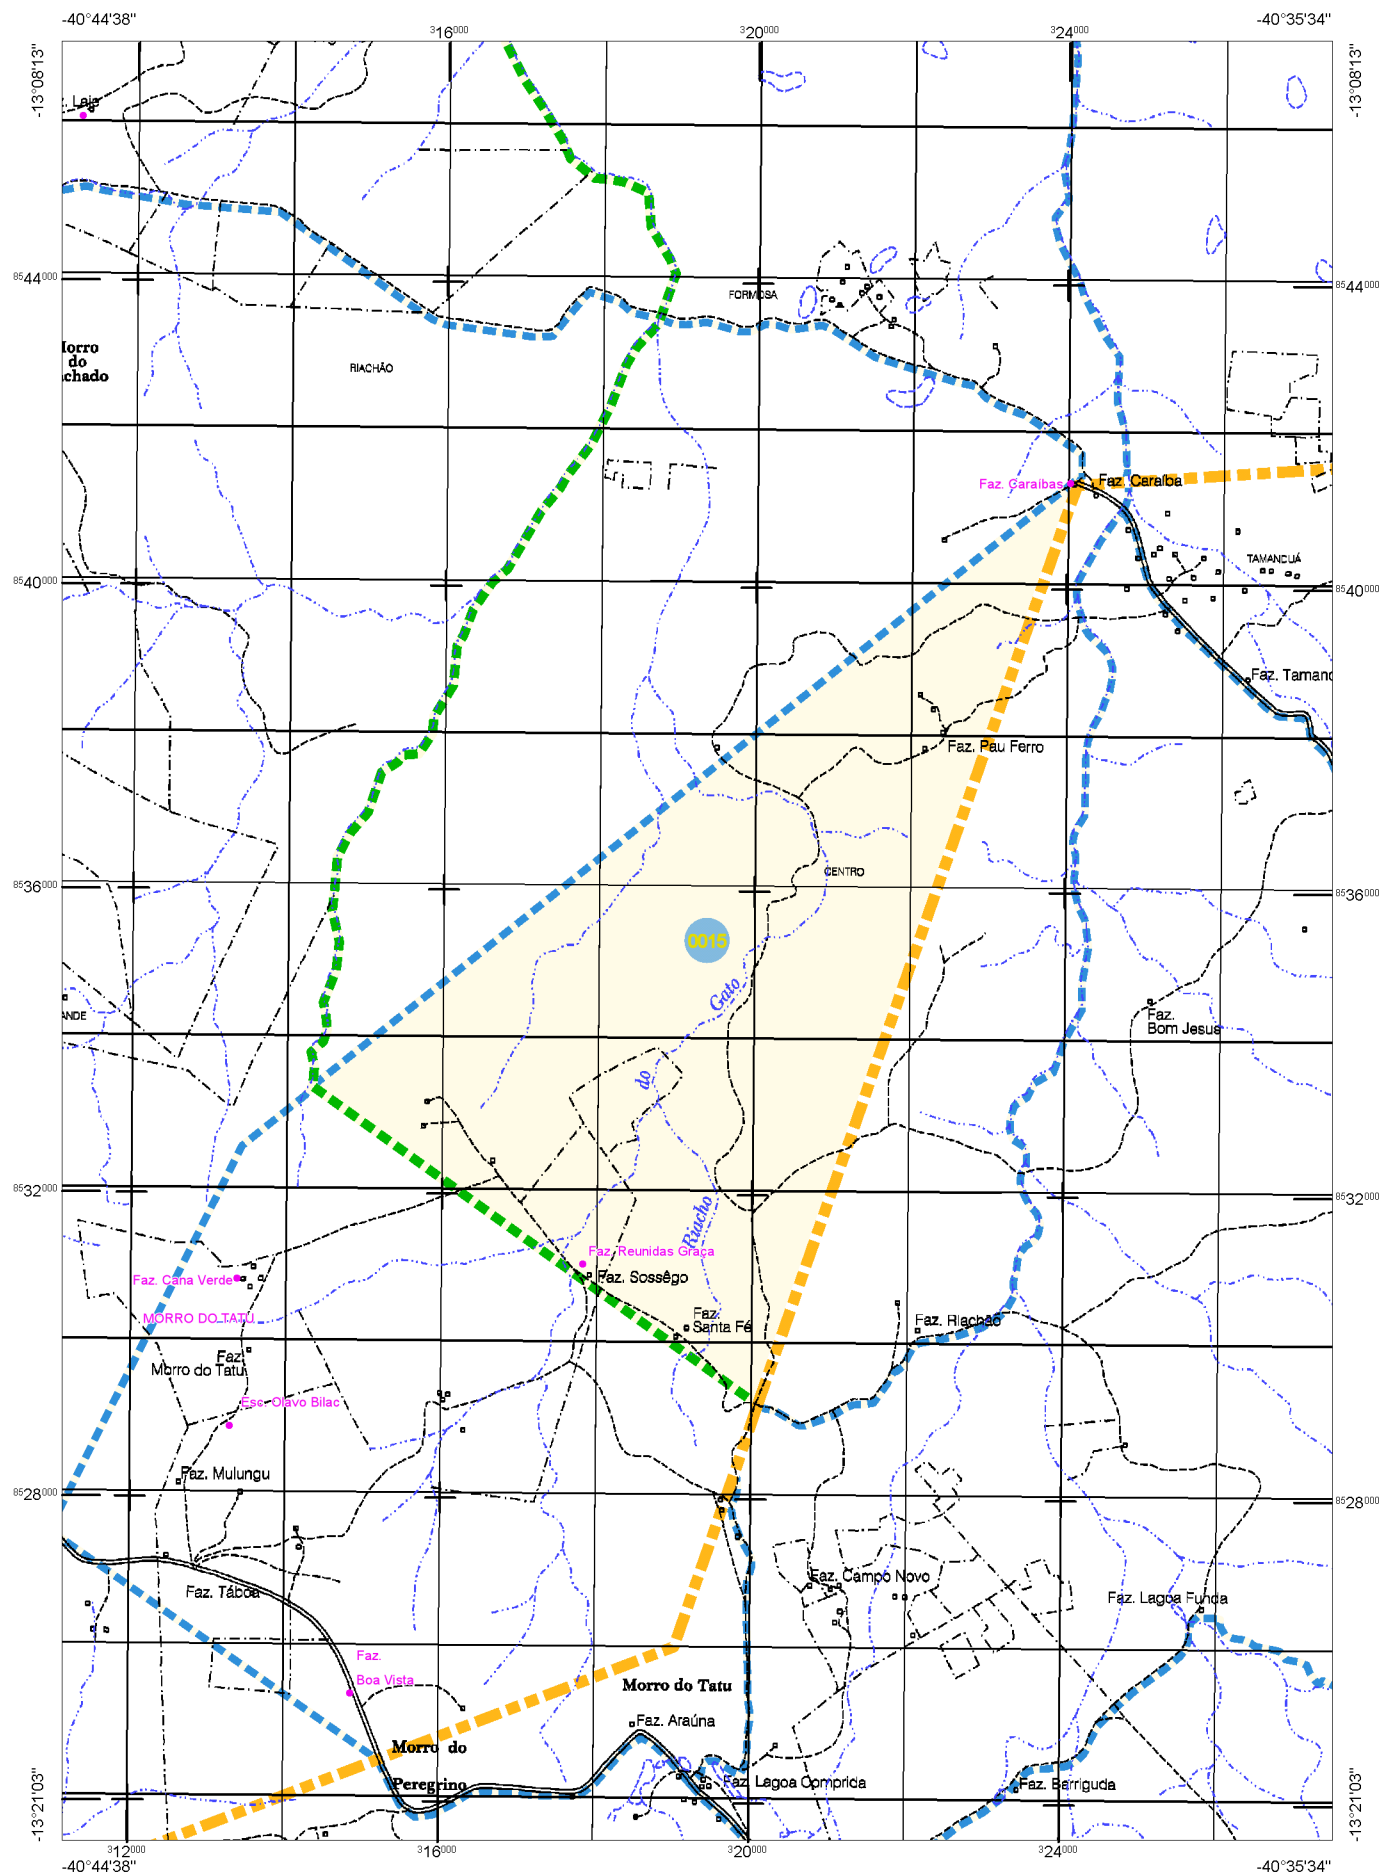 -40°44'38"
-40°35'34"
-13°08'13"
-13°08'13"
316000
320000
324000
. Laje
8544000
8544000
FORMOSA
Morro
do
achado
RIACHÃO
Faz. Caraíbas
Faz. Caraíba
TAMANDUÁ
8540000
8540000
Faz. Tamand
Faz. Pau Ferro
CENTRO
8536000
8536000
0015
Gato
ANDE
Faz.
Bom Jesus
do
8532000
8532000
Riacho
Faz. Reunidas Graça
Faz. Cana Verde
Faz. Sossêgo
MORRO DO TATU
Faz.
Santa Fé
Faz. Riachão
Faz.
Morro do Tatu
Esc. Olavo Bilac
Faz. Mulungu
8528000
8528000
Faz. Táboa
Faz. Campo Novo
Faz. Lagoa Funda
Faz.
Boa Vista
Morro do Tatu
Faz. Araúna
Morro do
Peregrino
Faz. Lagoa Comprida
Faz. Barriguda
-13°21'03"
-13°21'03"
312000
316000
320000
324000
-40°44'38"
-40°35'34"